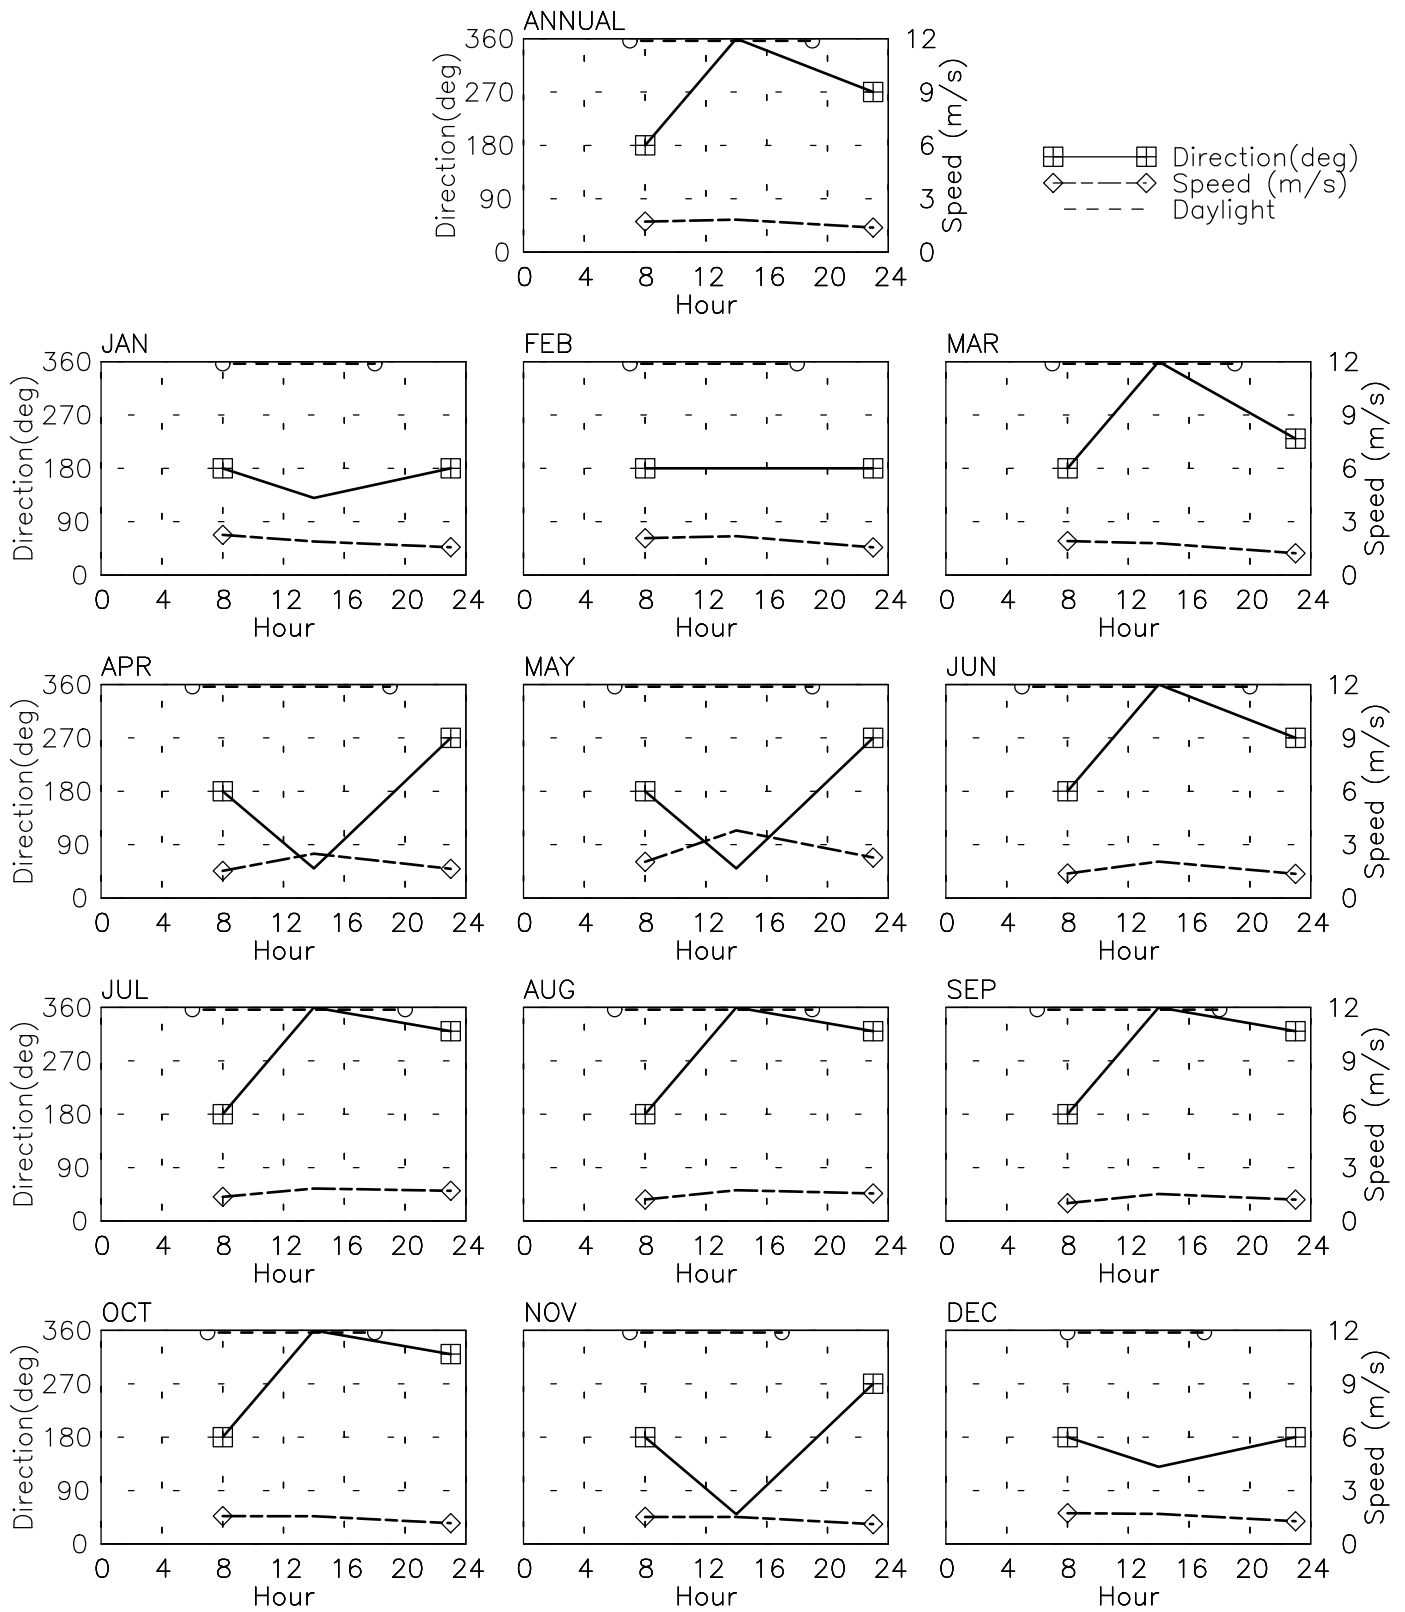 ANNUAL
360 12
270 9
180 6
90 3
0 0
Direction(deg)
Speed (m/s)
0 4 8 12 16 20 24
Hour
Direction(deg)
Speed (m/s)
Daylight
JAN FEB MAR
360 12
270 9
180 6
90 3
0 0
Direction(deg)
Speed (m/s)
0 4 8 12 16 20 24 0 4 8 12 16 20 24 0 4 8 12 16 20 24
Hour Hour Hour
APR MAY JUN
360 12
270 9
180 6
90 3
0 0
Direction(deg)
Speed (m/s)
0 4 8 12 16 20 24 0 4 8 12 16 20 24 0 4 8 12 16 20 24
Hour Hour Hour
JUL AUG SEP
360 12
270 9
180 6
90 3
0 0
Direction(deg)
Speed (m/s)
0 4 8 12 16 20 24 0 4 8 12 16 20 24 0 4 8 12 16 20 24
Hour Hour Hour
OCT NOV DEC
360 12
270 9
180 6
90 3
0 0
Direction(deg)
Speed (m/s)
0 4 8 12 16 20 24 0 4 8 12 16 20 24 0 4 8 12 16 20 24
Hour Hour Hour